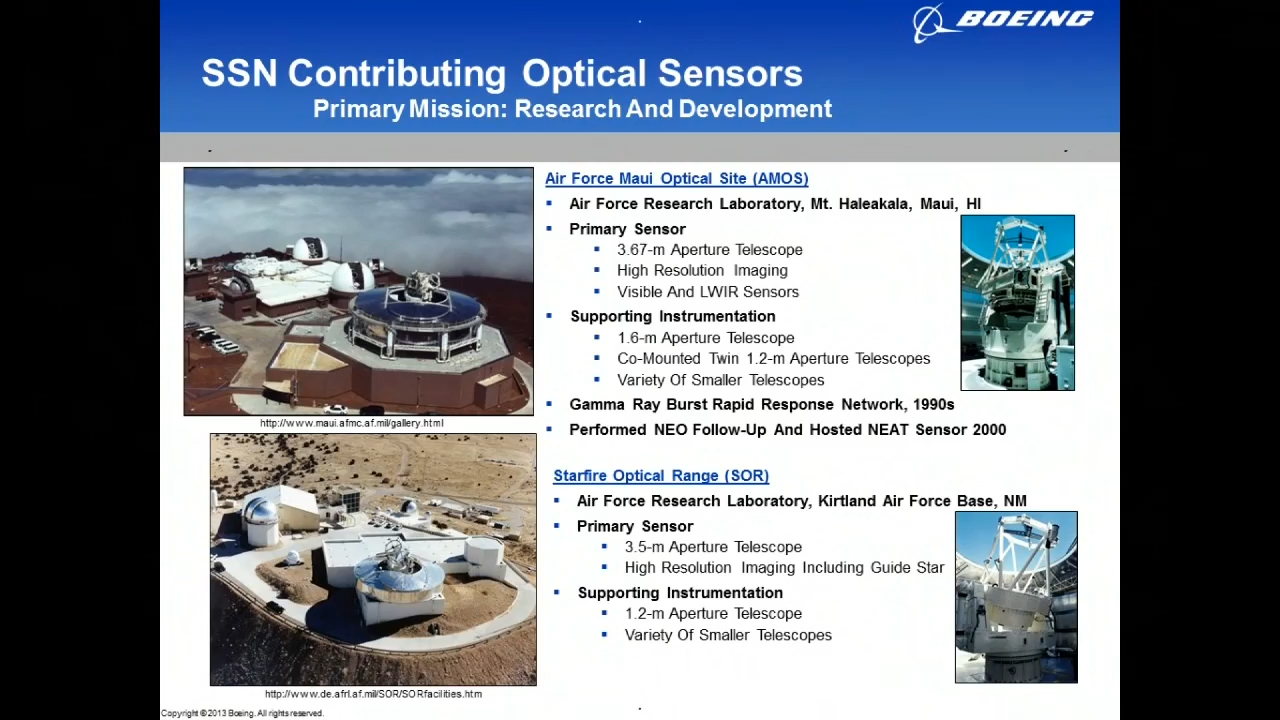 BOEING
SSN Contributing Optical Sensors
Primary Mission: Research And Development
Air Force Maui Optical Site (AMOS)
▪ Air Force Research Laboratory, Mt. Haleakala, Maui, HI
▪ Primary Sensor
▪ 3.67-m Aperture Telescope
▪ High Resolution Imaging
▪ Visible And LWIR Sensors
▪ Supporting Instrumentation
▪ 1.6-m Aperture Telescope
▪ Co-Mounted Twin 1.2-m Aperture Telescopes
▪ Variety Of Smaller Telescopes
▪ Gamma Ray Burst Rapid Response Network, 1990s
▪ Performed NEO Follow-Up And Hosted NEAT Sensor 2000
http://www.maui.afmc.af.mil/gallery.html
Starfire Optical Range (SOR)
▪ Air Force Research Laboratory, Kirtland Air Force Base, NM
▪ Primary Sensor
▪ 3.5-m Aperture Telescope
▪ High Resolution Imaging Including Guide Star
▪ Supporting Instrumentation
▪ 1.2-m Aperture Telescope
▪ Variety Of Smaller Telescopes
http://www.de.afrl.af.mil/SOR/SORfacilities.htm
Copyright © 2013 Boeing. All rights reserved.